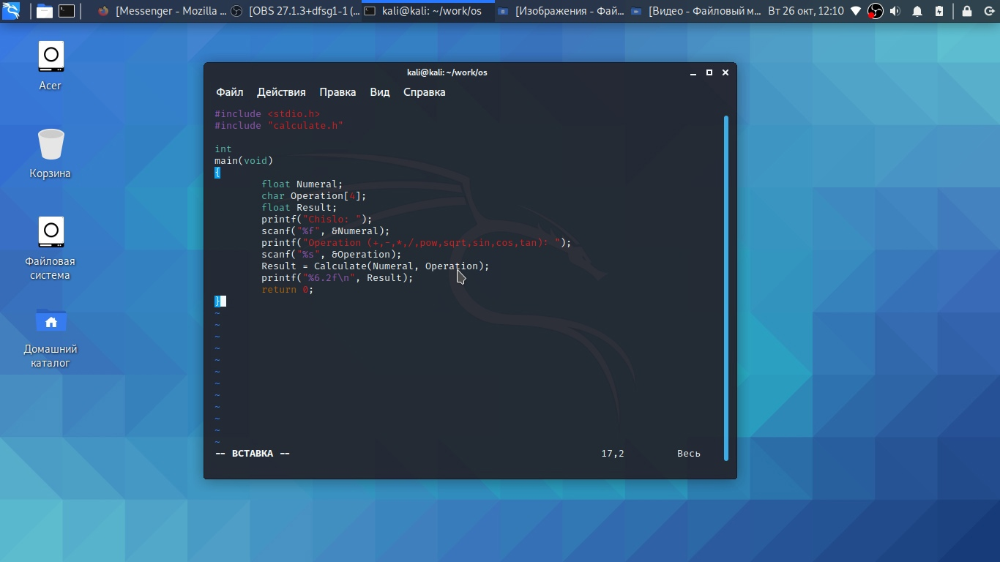 [Messenger - Mozilla ... [OBS 27.1.3+dfsg1-1 (... kali@kali: ~/work/os [Изображения - Фай... [Видео - Файловый м... Вт 26 окт, 12:10
Acer
Корзина
Файловая
система
Домашний
каталог
kali@kali: ~/work/os
Файл Действия Правка Вид Справка
#include <stdio.h>
#include "calculate.h"
int
main(void)
{
float Numeral;
char Operation[4];
float Result;
printf("Chislo: ");
scanf("%f", &Numeral);
printf("Operation (+,-,*,/,pow,sqrt,sin,cos,tan): ");
scanf("%s", &Operation);
Result = Calculate(Numeral, Operation);
printf("%6.2f\n", Result);
return 0;
}
~
~
~
~
~
~
~
~
~
~
~
~
-- ВСТАВКА -- 17,2 Весь